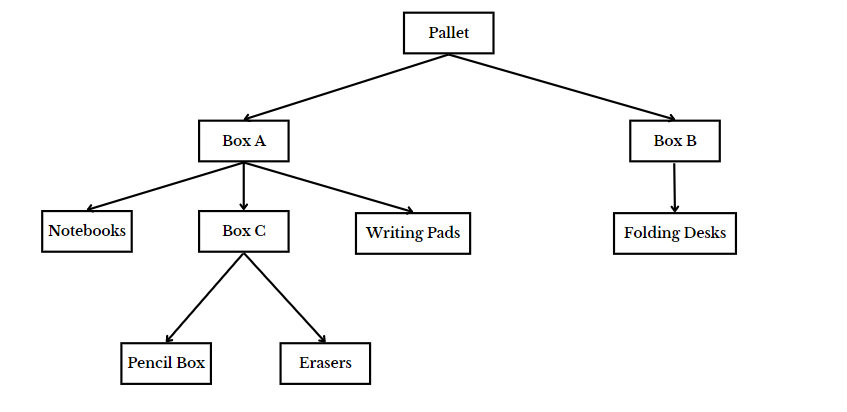 Pallet
Box A
Box B
Notebooks
Box C
Writing Pads
Folding Desks
Pencil Box
Erasers